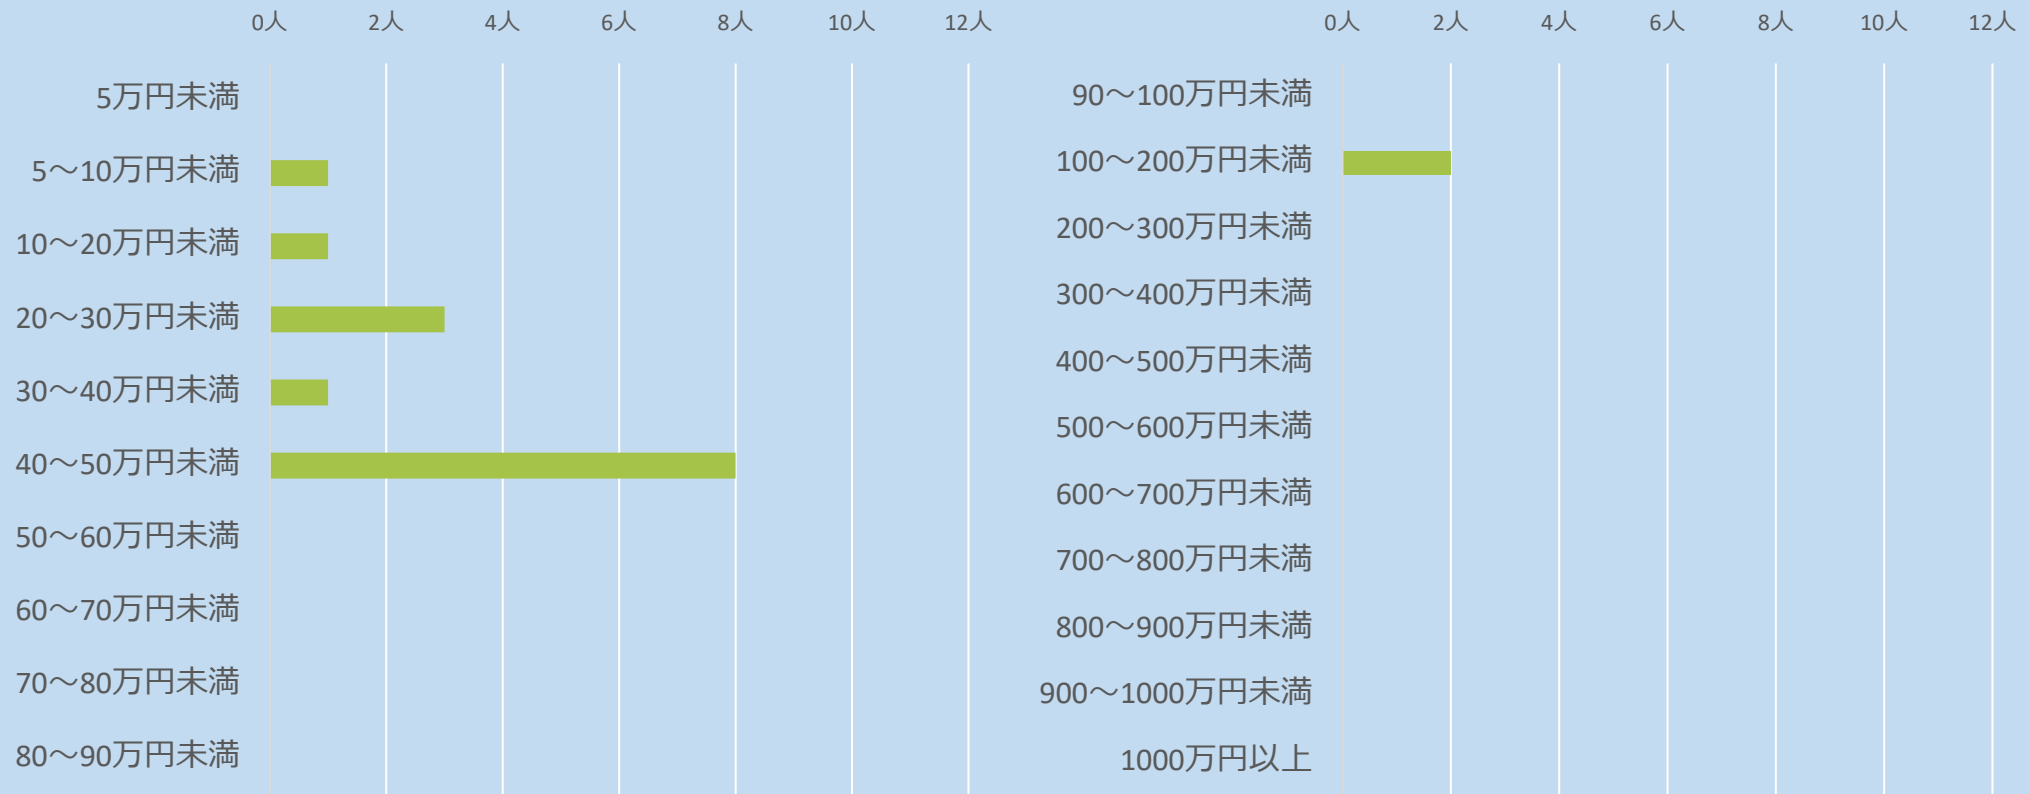 0人 2人 4人 6人 8人 10人 12人
5万円未満
5～10万円未満
10～20万円未満
20～30万円未満
30～40万円未満
40～50万円未満
50～60万円未満
60～70万円未満
70～80万円未満
80～90万円未満
0人 2人 4人 6人 8人 10人 12人
90～100万円未満
100～200万円未満
200～300万円未満
300～400万円未満
400～500万円未満
500～600万円未満
600～700万円未満
700～800万円未満
800～900万円未満
900～1000万円未満
1000万円以上